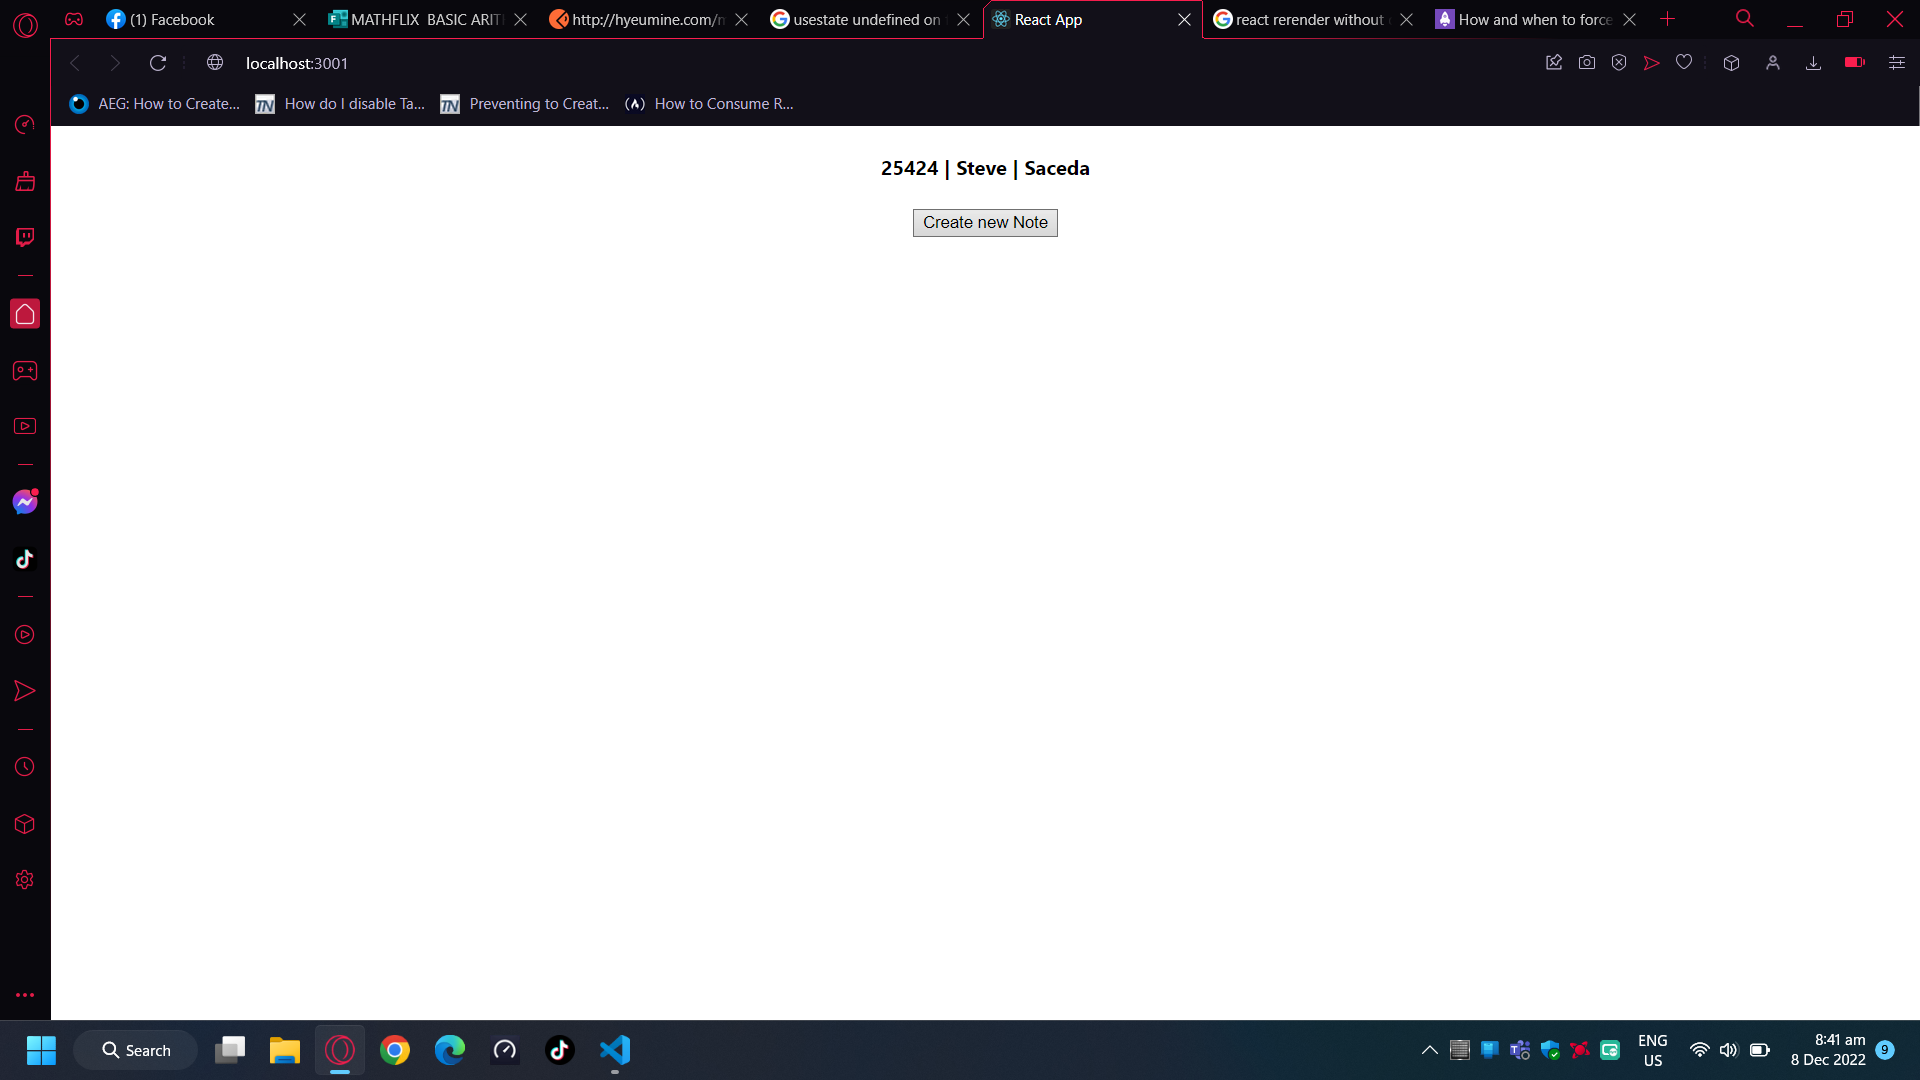 (1) Facebook
MATHFLIX BASIC ARIT
http://hyeumine.com/
usestate undefined on
React App
react rerender without
How and when to force
localhost:3001
AEG: How to Create...
How do I disable Ta...
Preventing to Creat...
How to Consume R...
25424 | Steve | Saceda
Create new Note
Search
ENG
US
8:41 am
8 Dec 2022
9